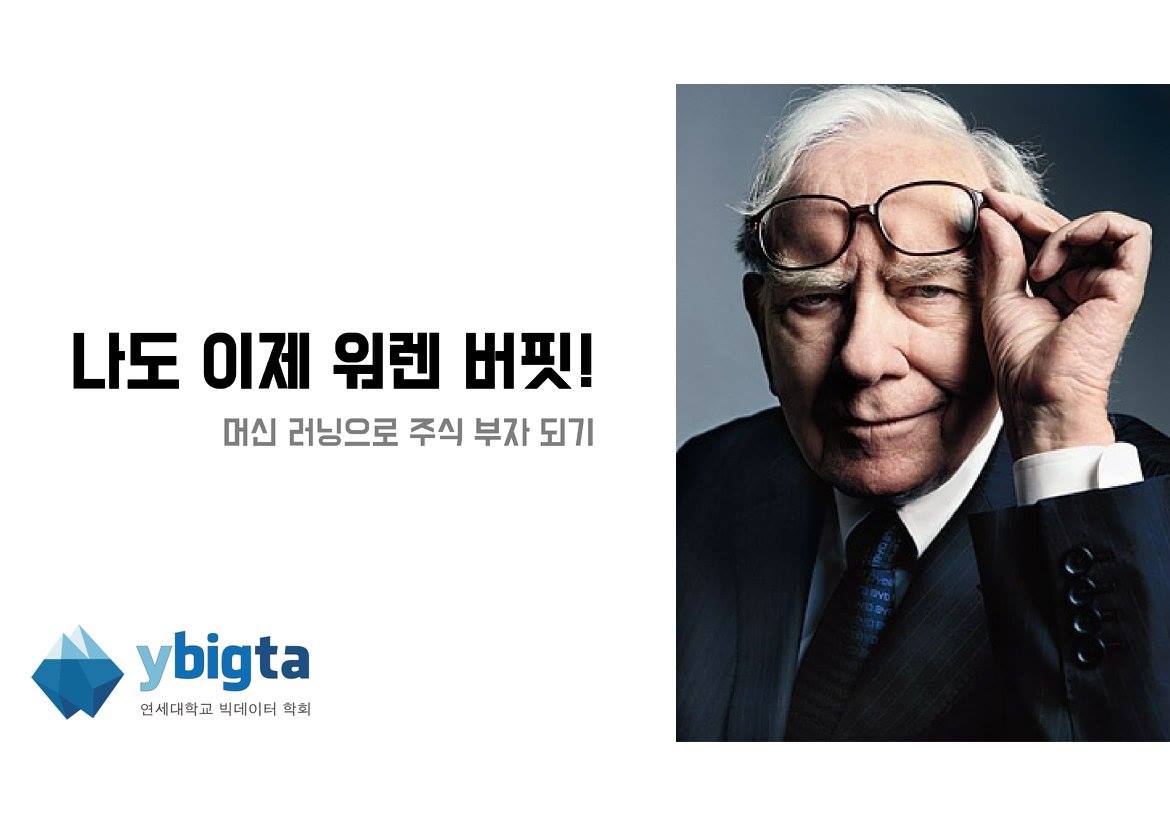 나도 이제 워렌 버핏!
머신 러닝으로 주식 부자 되기
ybigta
연세대학교 빅데이터 학회